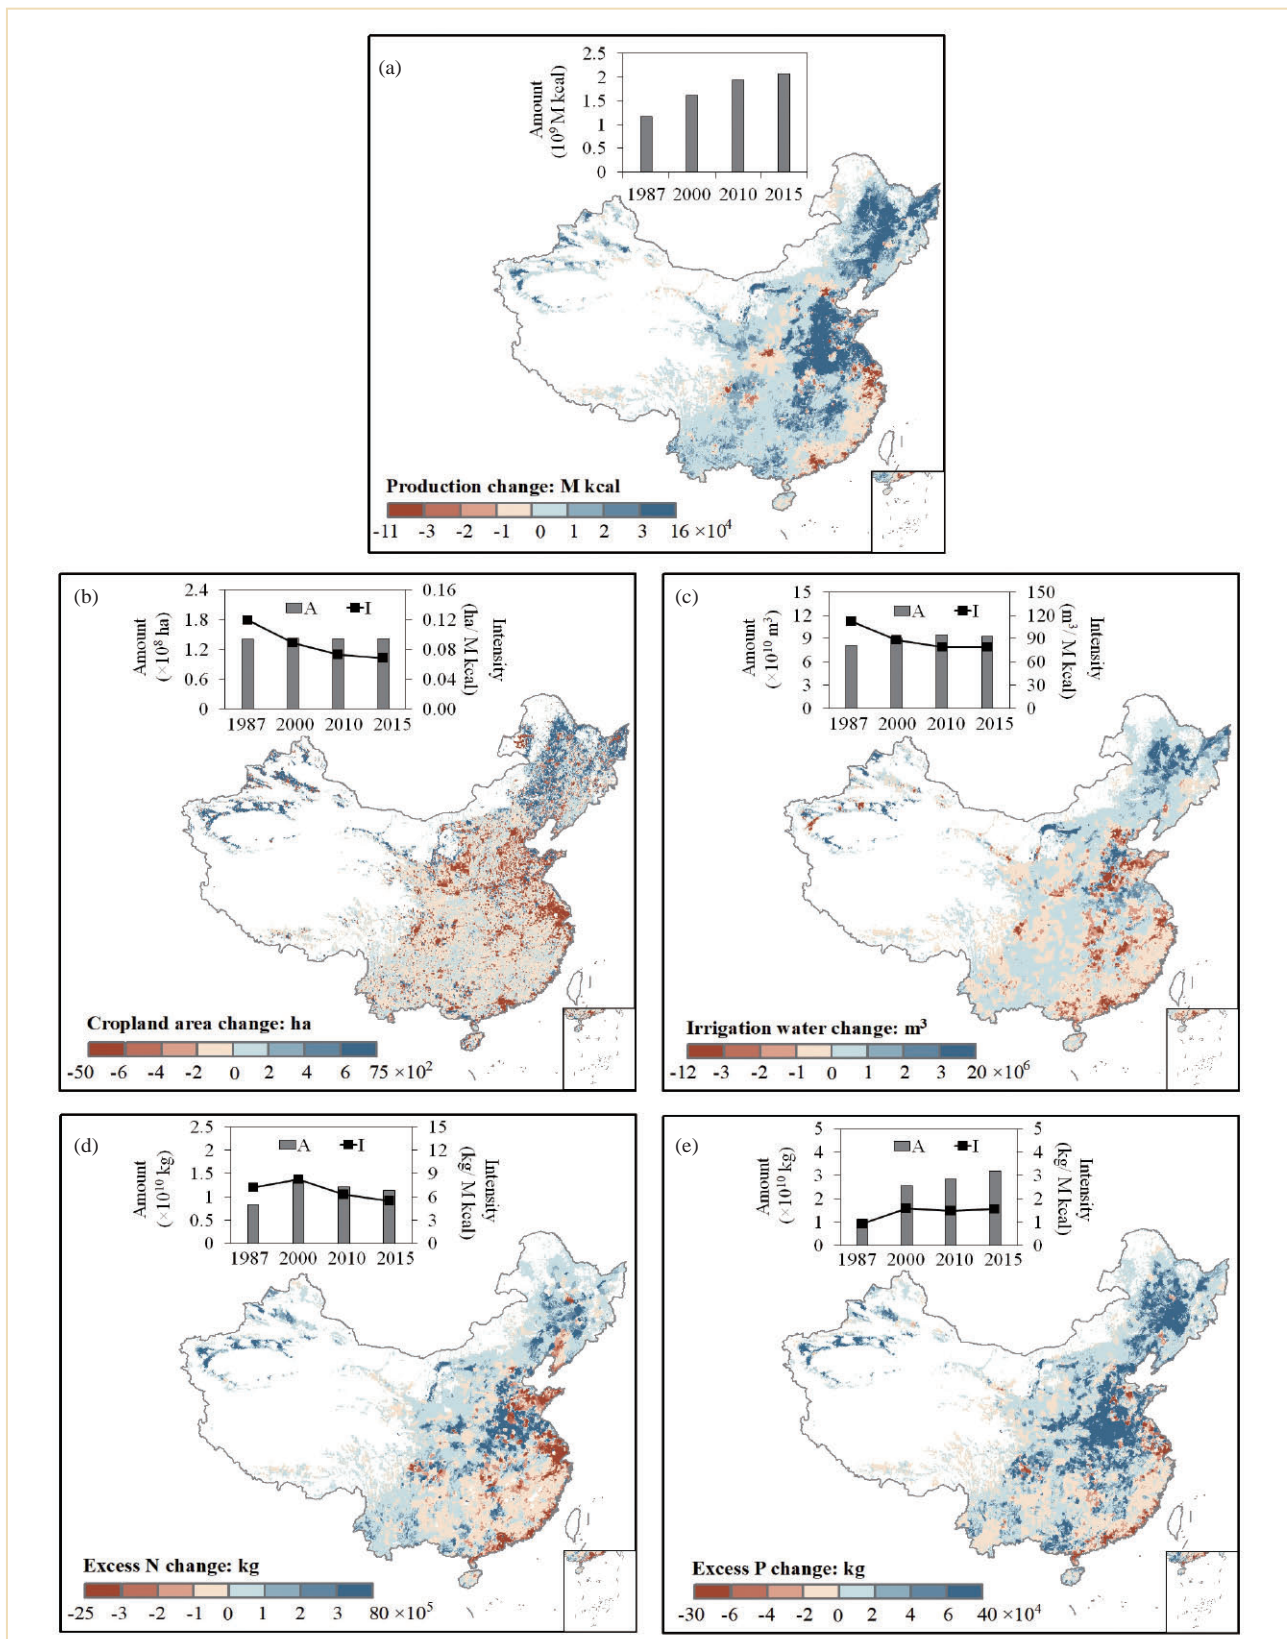 (a)
Amount
(10⁹ M kcal)
2.5
2
1.5
1
0.5
0
1987 2000 2010 2015
Production change: M kcal
-11 -3 -2 -1 0 1 2 3 16 ×10⁴
(b)
Amount
(×10⁸ ha)
2.4
1.8
1.2
0.6
0
A I
0.16
0.12
0.08
0.04
0.00
Intensity
(ha/ M kcal)
1987 2000 2010 2015
Cropland area change: ha
-50 -6 -4 -2 0 2 4 6 75 ×10²
(c)
Amount
(×10¹⁰ m³)
15
12
9
6
3
0
A I
150
120
90
60
30
0
Intensity
(m³/ M kcal)
1987 2000 2010 2015
Irrigation water change: m³
-12 -3 -2 -1 0 1 2 3 20 ×10⁶
(d)
Amount
(×10¹⁰ kg)
2.5
2
1.5
1
0.5
0
A I
15
12
9
6
3
0
Intensity
(kg/ M kcal)
1987 2000 2010 2015
Excess N change: kg
-25 -3 -2 -1 0 1 2 3 80 ×10⁵
(e)
Amount
(×10¹⁰ kg)
5
4
3
2
1
0
A I
5
4
3
2
1
0
Intensity
(kg/ M kcal)
1987 2000 2010 2015
Excess P change: kg
-30 -6 -4 -2 0 2 4 6 40 ×10⁴